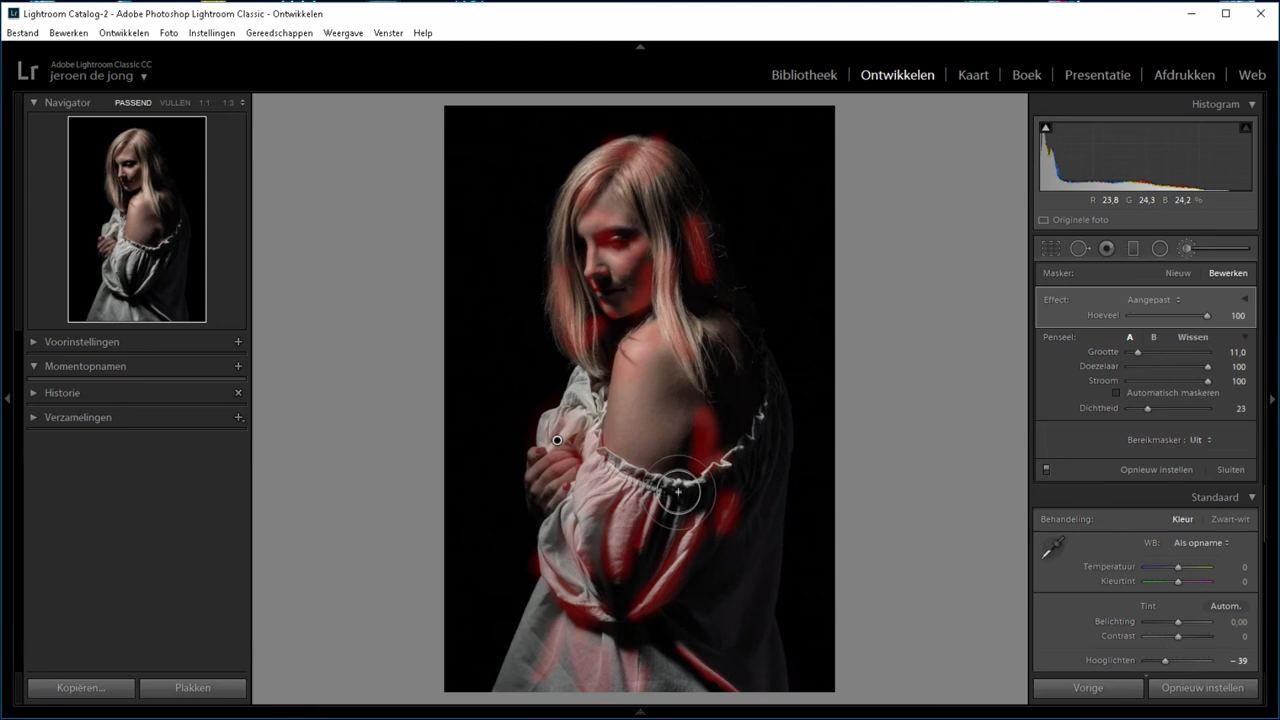 Lightroom Catalog-2 - Adobe Photoshop Lightroom Classic - Ontwikkelen
Bestand Bewerken Ontwikkelen Foto Instellingen Gereedschappen Weergave Venster Help
Lr
Adobe Lightroom Classic CC
jeroen de jong
Bibliotheek Ontwikkelen Kaart Boek Presentatie Afdrukken Web
Navigator PASSEND VULLEN 1:1 1:3
Histogram
R 23,8 G 24,3 B 24,2 %
Originele foto
Masker: Nieuw Bewerken
Effect: Aangepast
Hoeveel 100
Penseel: A B Wissen
Grootte 11,0
Doezelaar 100
Stroom 100
Automatisch maskeren
Dichtheid 23
Bereikmasker : Uit
Opnieuw instellen Sluiten
Standaard
Behandeling: Kleur Zwart-wit
WB: Als opname
Temperatuur 0
Kleurtint 0
Tint Autom.
Belichting 0,00
Contrast 0
Hooglichten – 39
Voorinstellingen
Momentopnamen
Historie
Verzamelingen
Kopiëren... Plakken
Vorige Opnieuw instellen